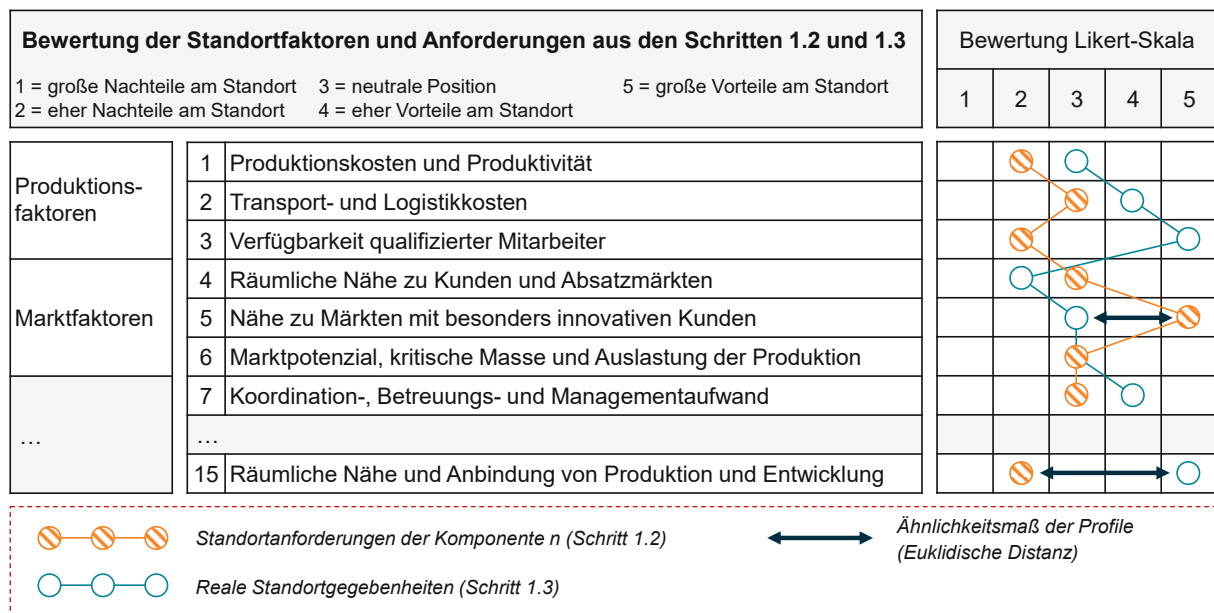 Bewertung der Standortfaktoren und Anforderungen aus den Schritten 1.2 und 1.3
1 = große Nachteile am Standort 3 = neutrale Position 5 = große Vorteile am Standort
2 = eher Nachteile am Standort 4 = eher Vorteile am Standort
Bewertung Likert-Skala
1 2 3 4 5
Produktions-
faktoren
1 Produktionskosten und Produktivität
2 Transport- und Logistikkosten
3 Verfügbarkeit qualifizierter Mitarbeiter
Marktfaktoren
4 Räumliche Nähe zu Kunden und Absatzmärkten
5 Nähe zu Märkten mit besonders innovativen Kunden
6 Marktpotenzial, kritische Masse und Auslastung der Produktion
…
7 Koordination-, Betreuungs- und Managementaufwand
…
15 Räumliche Nähe und Anbindung von Produktion und Entwicklung
Standortanforderungen der Komponente n (Schritt 1.2)
Reale Standortgegebenheiten (Schritt 1.3)
Ähnlichkeitsmaß der Profile
(Euklidische Distanz)